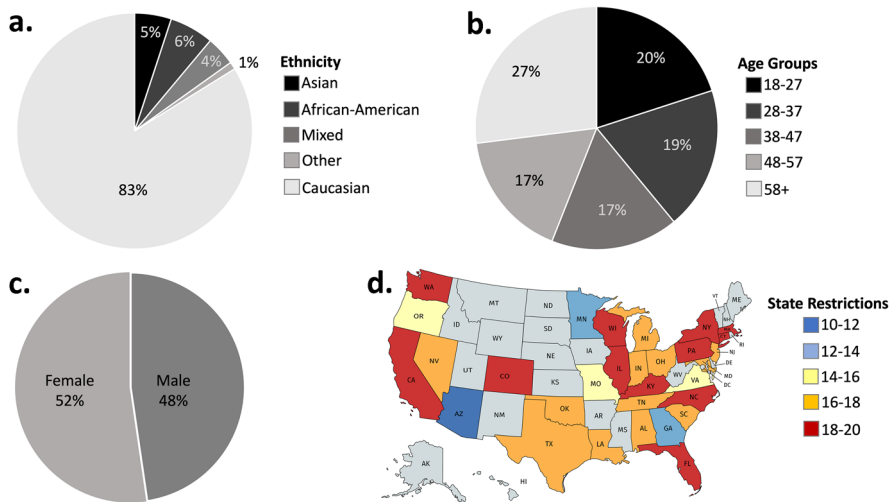 a.
5%
6%
4%
1%
83%
Ethnicity
Asian
African-American
Mixed
Other
Caucasian
b.
20%
19%
17%
17%
27%
Age Groups
18-27
28-37
38-47
48-57
58+
c.
Female
52%
Male
48%
d.
WA
OR
CA
NV
ID
MT
WY
UT
AZ
CO
NM
ND
SD
NE
KS
OK
TX
MN
IA
MO
AR
LA
WI
IL
MI
IN
OH
KY
TN
MS
AL
GA
FL
SC
NC
VA
WV
PA
NY
VT
NH
ME
CT
RI
NJ
DE
MD
DC
AK
HI
State Restrictions
10-12
12-14
14-16
16-18
18-20